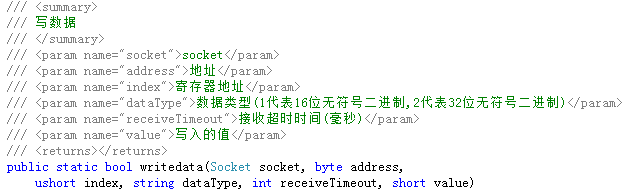 /// <summary>
/// 写数据
/// </summary>
/// <param name="socket">socket</param>
/// <param name="address">地址</param>
/// <param name="index">寄存器地址</param>
/// <param name="dataType">数据类型(1代表16位无符号二进制,2代表32位无符号二进制)</param>
/// <param name="receiveTimeout">接收超时时间(毫秒)</param>
/// <param name="value">写入的值</param>
/// <returns></returns>
public static bool writedata(Socket socket, byte address,
ushort index, string dataType, int receiveTimeout, short value)